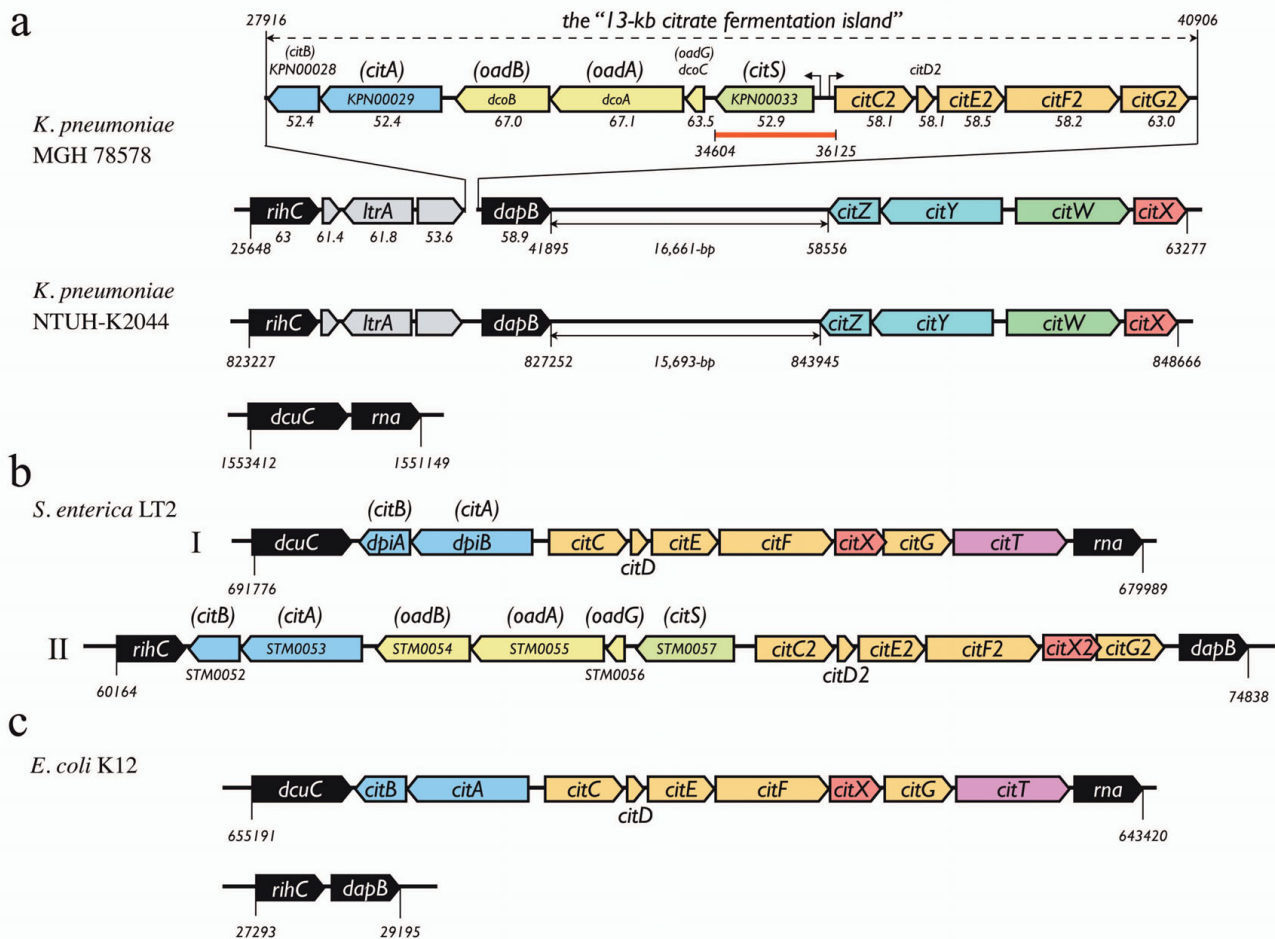 a
27916 the "13-kb citrate fermentation island" 40906
(citB) (citA) (oadB) (oadA) (oadG) (citS) citD2
KPN00028 KPN00029 dcoB dcoA dcoC KPN00033 citC2 citE2 citF2 citG2
52.4 52.4 67.0 67.1 63.5 52.9 58.1 58.1 58.5 58.2 63.0
34604 36125
K. pneumoniae
MGH 78578
rihC ltrA dapB citZ citY citW citX
63 61.4 61.8 53.6 58.9
25648 41895 16,661-bp 58556 63277
K. pneumoniae
NTUH-K2044
rihC ltrA dapB citZ citY citW citX
823227 827252 15,693-bp 843945 848666
dcuC rna
1553412 1551149
b
S. enterica LT2
I
(citB) (citA)
dcuC dpiA dpiB citC citE citF citX citG citT rna
citD
691776 679989
II
(citB) (citA) (oadB) (oadA) (oadG) (citS)
rihC STM0053 STM0054 STM0055 STM0057 citC2 citE2 citF2 citX2 citG2 dapB
STM0052 STM0056 citD2
60164 74838
c
E. coli K12
dcuC citB citA citC citE citF citX citG citT rna
citD
655191 643420
rihC dapB
27293 29195